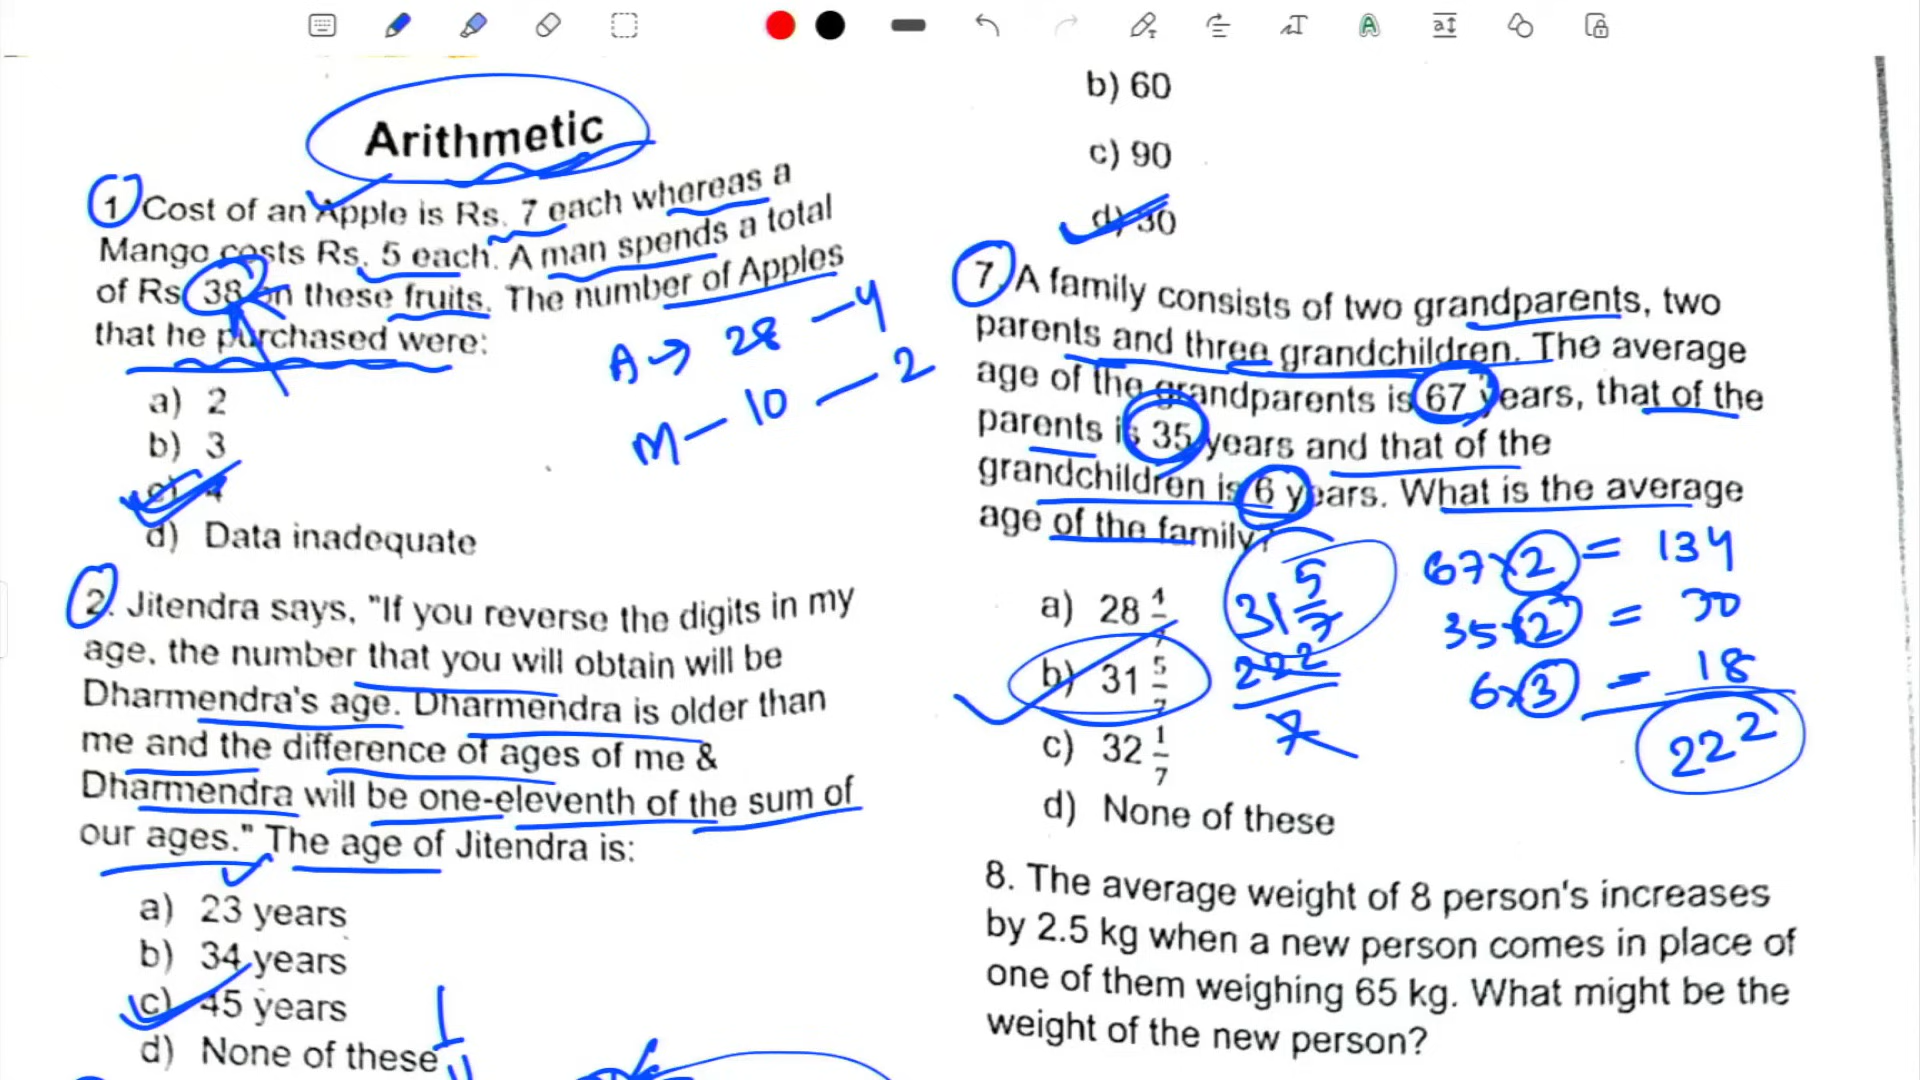 Arithmetic
1 Cost of an Apple is Rs. 7 each whereas a
Mango costs Rs. 5 each. A man spends a total
of Rs 38 on these fruits. The number of Apples
that he purchased were:
A → 28 — 4
M — 10 — 2
a) 2
b) 3
c) 4
d) Data inadequate
2. Jitendra says, "If you reverse the digits in my
age, the number that you will obtain will be
Dharmendra's age. Dharmendra is older than
me and the difference of ages of me &
Dharmendra will be one-eleventh of the sum of
our ages." The age of Jitendra is:
a) 23 years
b) 34 years
c) 45 years
d) None of these
b) 60
c) 90
d) 30
7. A family consists of two grandparents, two
parents and three grandchildren. The average
age of the grandparents is 67 years, that of the
parents is 35 years and that of the
grandchildren is 6 years. What is the average
age of the family?
67×2 = 134
35×2 = 30
6×3 = 18
222
31 5/7
222/7
a) 28 4/7
b) 31 5/7
c) 32 1/7
d) None of these
8. The average weight of 8 person's increases
by 2.5 kg when a new person comes in place of
one of them weighing 65 kg. What might be the
weight of the new person?